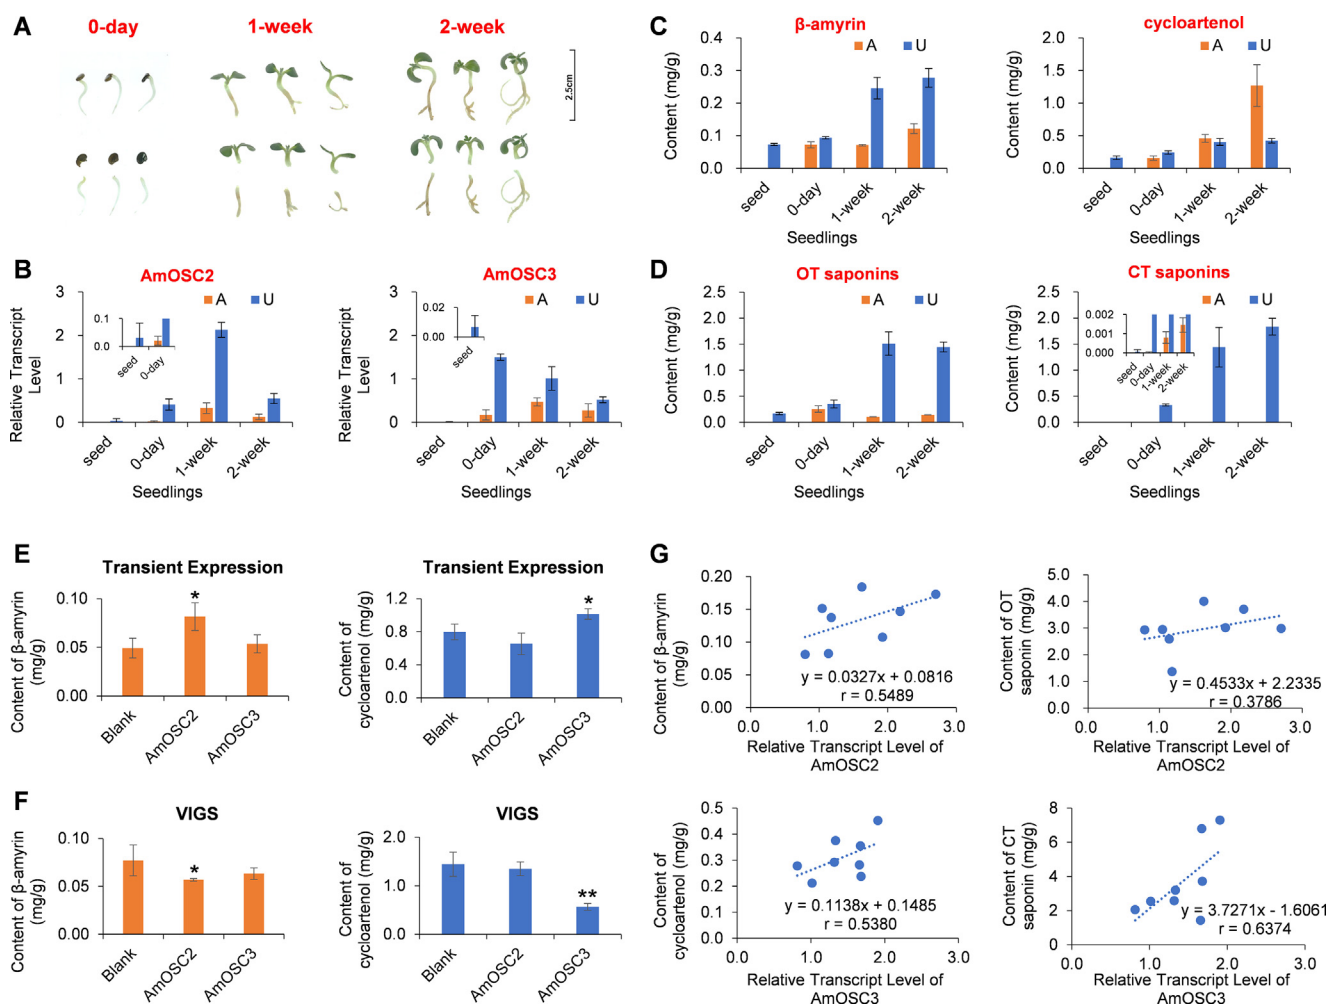 A
0-day
1-week
2-week
2.5cm
B
AmOSC2
A
U
Relative Transcript
Level
3
2
1
0
0.1
0.0
seed
0-day
seed
0-day
1-week
2-week
Seedlings
AmOSC3
A
U
Relative Transcript
Level
3
2
1
0
0.02
0.00
seed
seed
0-day
1-week
2-week
Seedlings
C
β-amyrin
A
U
Content (mg/g)
0.4
0.3
0.2
0.1
0.0
seed
0-day
1-week
2-week
Seedlings
cycloartenol
A
U
Content (mg/g)
2.0
1.5
1.0
0.5
0.0
seed
0-day
1-week
2-week
Seedlings
D
OT saponins
A
U
Content (mg/g)
2.5
2.0
1.5
1.0
0.5
0.0
seed
0-day
1-week
2-week
Seedlings
CT saponins
A
U
Content (mg/g)
2.5
2.0
1.5
1.0
0.5
0.0
0.002
0.001
0.000
seed
0-day
1-week
2-week
seed
0-day
1-week
2-week
Seedlings
E
Transient Expression
Content of β-amyrin
(mg/g)
0.10
0.05
0.00
*
Blank
AmOSC2
AmOSC3
Transient Expression
Content of
cycloartenol (mg/g)
1.2
0.8
0.4
0.0
*
Blank
AmOSC2
AmOSC3
F
VIGS
Content of β-amyrin
(mg/g)
0.10
0.05
0.00
*
Blank
AmOSC2
AmOSC3
VIGS
Content of
cycloartenol (mg/g)
2.0
1.0
0.0
**
Blank
AmOSC2
AmOSC3
G
Content of β-amyrin
(mg/g)
0.20
0.15
0.10
0.05
0.00
y = 0.0327x + 0.0816
r = 0.5489
0.0
1.0
2.0
3.0
Relative Transcript Level of
AmOSC2
Content of OT
saponin (mg/g)
5.0
4.0
3.0
2.0
1.0
0.0
y = 0.4533x + 2.2335
r = 0.3786
0.0
1.0
2.0
3.0
Relative Transcript Level of
AmOSC2
Content of
cycloartenol (mg/g)
0.5
0.4
0.3
0.2
0.1
0.0
y = 0.1138x + 0.1485
r = 0.5380
0.0
1.0
2.0
3.0
Relative Transcript Level of
AmOSC3
Content of CT
saponin (mg/g)
8
6
4
2
0
y = 3.7271x - 1.6061
r = 0.6374
0.0
1.0
2.0
3.0
Relative Transcript Level of
AmOSC3